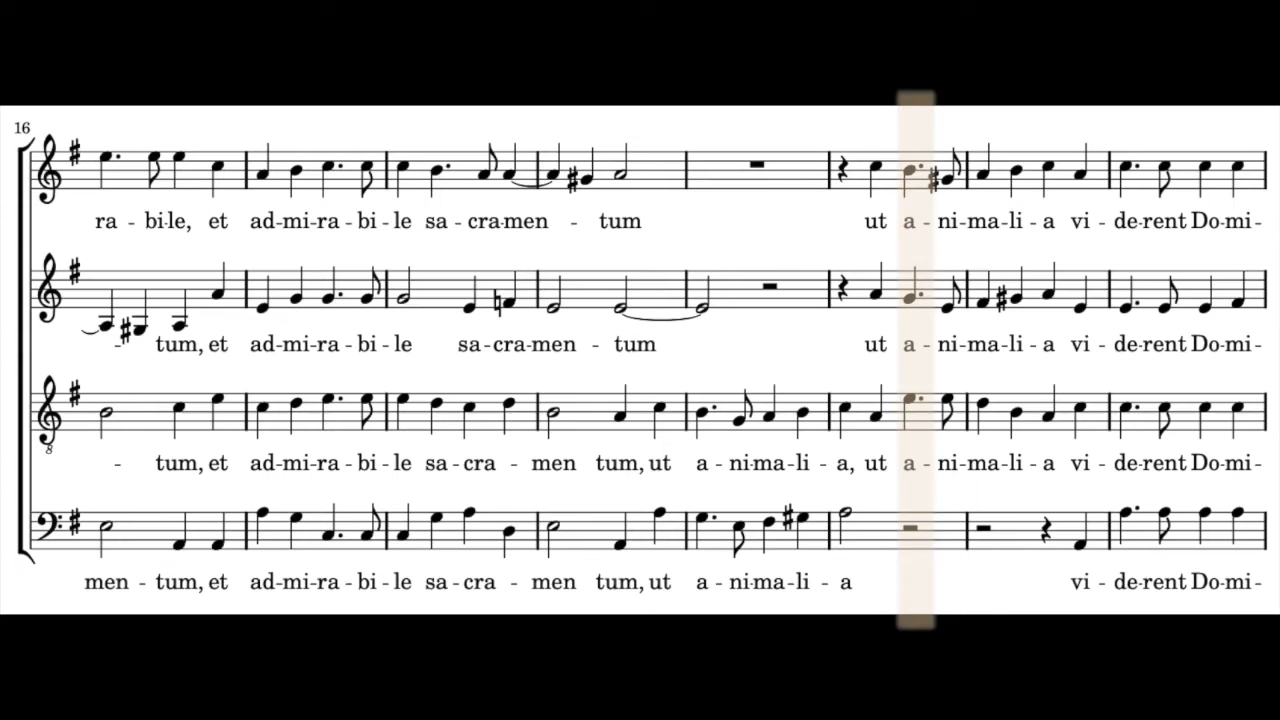 16
ra - bi-le, et ad-mi-ra-bi-le sa-cra-men - tum ut a-ni-ma-li-a vi-de-rent Do-mi-
- tum, et ad-mi-ra-bi-le sa-cra-men - tum ut a-ni-ma-li-a vi-de-rent Do-mi-
8
- tum, et ad-mi-ra-bi-le sa-cra - men tum, ut a-ni-ma-li-a, ut a-ni-ma-li-a vi-de-rent Do-mi-
men - tum, et ad-mi-ra-bi-le sa-cra - men tum, ut a-ni-ma-li-a vi-de-rent Do-mi-